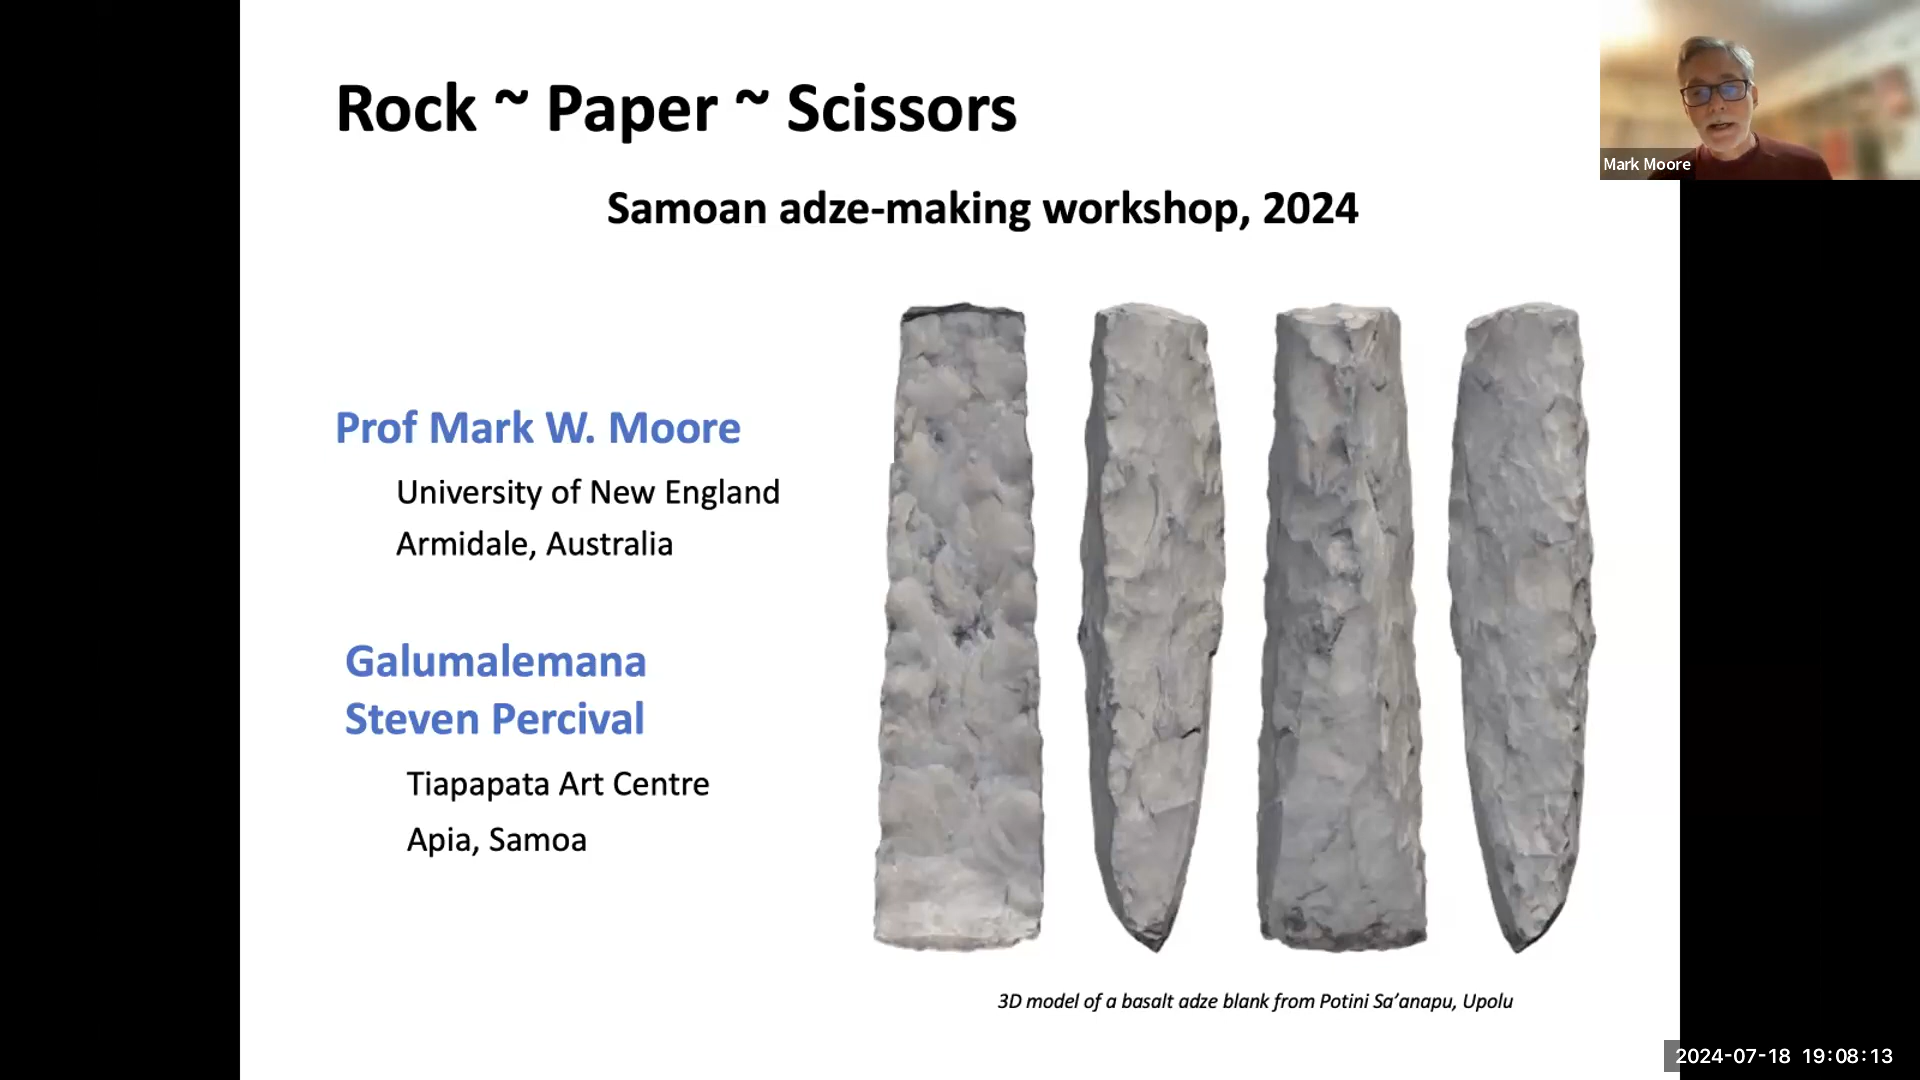 Rock ~ Paper ~ Scissors
Samoan adze-making workshop, 2024
Prof Mark W. Moore
University of New England
Armidale, Australia
Galumalemana
Steven Percival
Tiapapata Art Centre
Apia, Samoa
3D model of a basalt adze blank from Potini Sa’anapu, Upolu
Mark Moore
2024-07-18 19:08:13